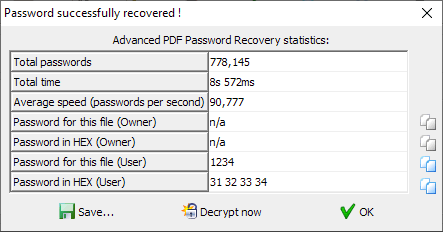 Password successfully recovered !
Advanced PDF Password Recovery statistics:
Total passwords 778,145
Total time 8s 572ms
Average speed (passwords per second) 90,777
Password for this file (Owner) n/a
Password in HEX (Owner) n/a
Password for this file (User) 1234
Password in HEX (User) 31 32 33 34
Save... Decrypt now OK